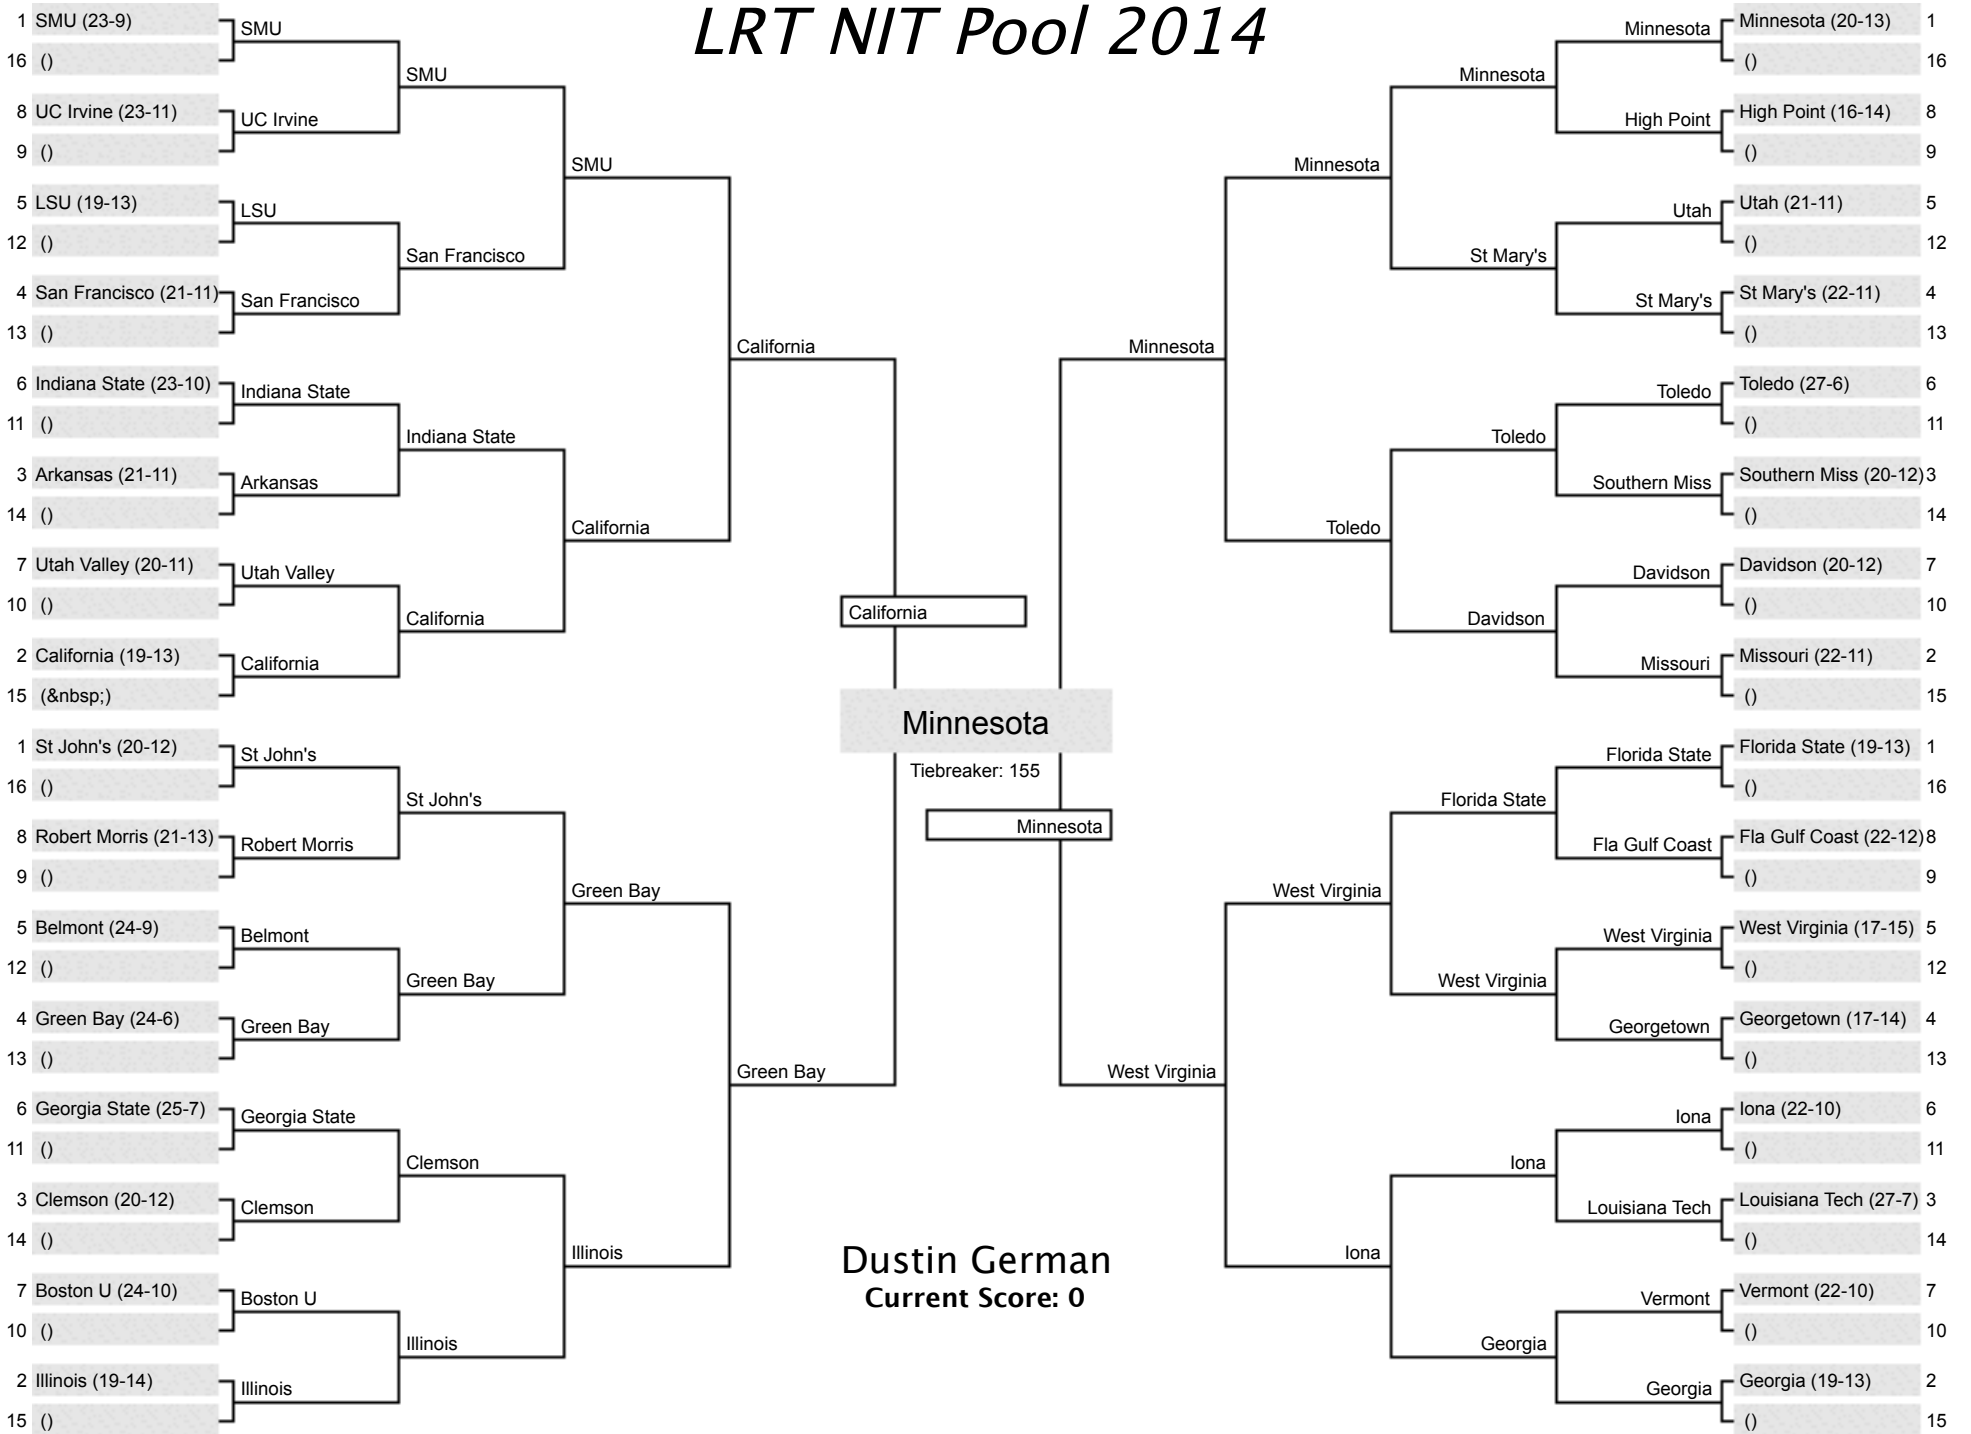 LRT NIT Pool 2014
1 SMU (23-9)
16 ()
8 UC Irvine (23-11)
9 ()
5 LSU (19-13)
12 ()
4 San Francisco (21-11)
13 ()
6 Indiana State (23-10)
11 ()
3 Arkansas (21-11)
14 ()
7 Utah Valley (20-11)
10 ()
2 California (19-13)
15 (&nbsp;)
1 St John's (20-12)
16 ()
8 Robert Morris (21-13)
9 ()
5 Belmont (24-9)
12 ()
4 Green Bay (24-6)
13 ()
6 Georgia State (25-7)
11 ()
3 Clemson (20-12)
14 ()
7 Boston U (24-10)
10 ()
2 Illinois (19-14)
15 ()
SMU
UC Irvine
LSU
San Francisco
Indiana State
Arkansas
Utah Valley
California
St John's
Robert Morris
Belmont
Green Bay
Georgia State
Clemson
Boston U
Illinois
SMU
San Francisco
Indiana State
California
St John's
Green Bay
Clemson
Illinois
SMU
California
Green Bay
Illinois
California
Green Bay
California
Minnesota
Tiebreaker: 155
Minnesota
Dustin German
Current Score: 0
Minnesota
West Virginia
Minnesota
Toledo
West Virginia
Iona
Minnesota
St Mary's
Toledo
Davidson
Florida State
West Virginia
Iona
Georgia
Minnesota
High Point
Utah
St Mary's
Toledo
Southern Miss
Davidson
Missouri
Florida State
Fla Gulf Coast
West Virginia
Georgetown
Iona
Louisiana Tech
Vermont
Georgia
Minnesota (20-13) 1
() 16
High Point (16-14) 8
() 9
Utah (21-11) 5
() 12
St Mary's (22-11) 4
() 13
Toledo (27-6) 6
() 11
Southern Miss (20-12) 3
() 14
Davidson (20-12) 7
() 10
Missouri (22-11) 2
() 15
Florida State (19-13) 1
() 16
Fla Gulf Coast (22-12) 8
() 9
West Virginia (17-15) 5
() 12
Georgetown (17-14) 4
() 13
Iona (22-10) 6
() 11
Louisiana Tech (27-7) 3
() 14
Vermont (22-10) 7
() 10
Georgia (19-13) 2
() 15